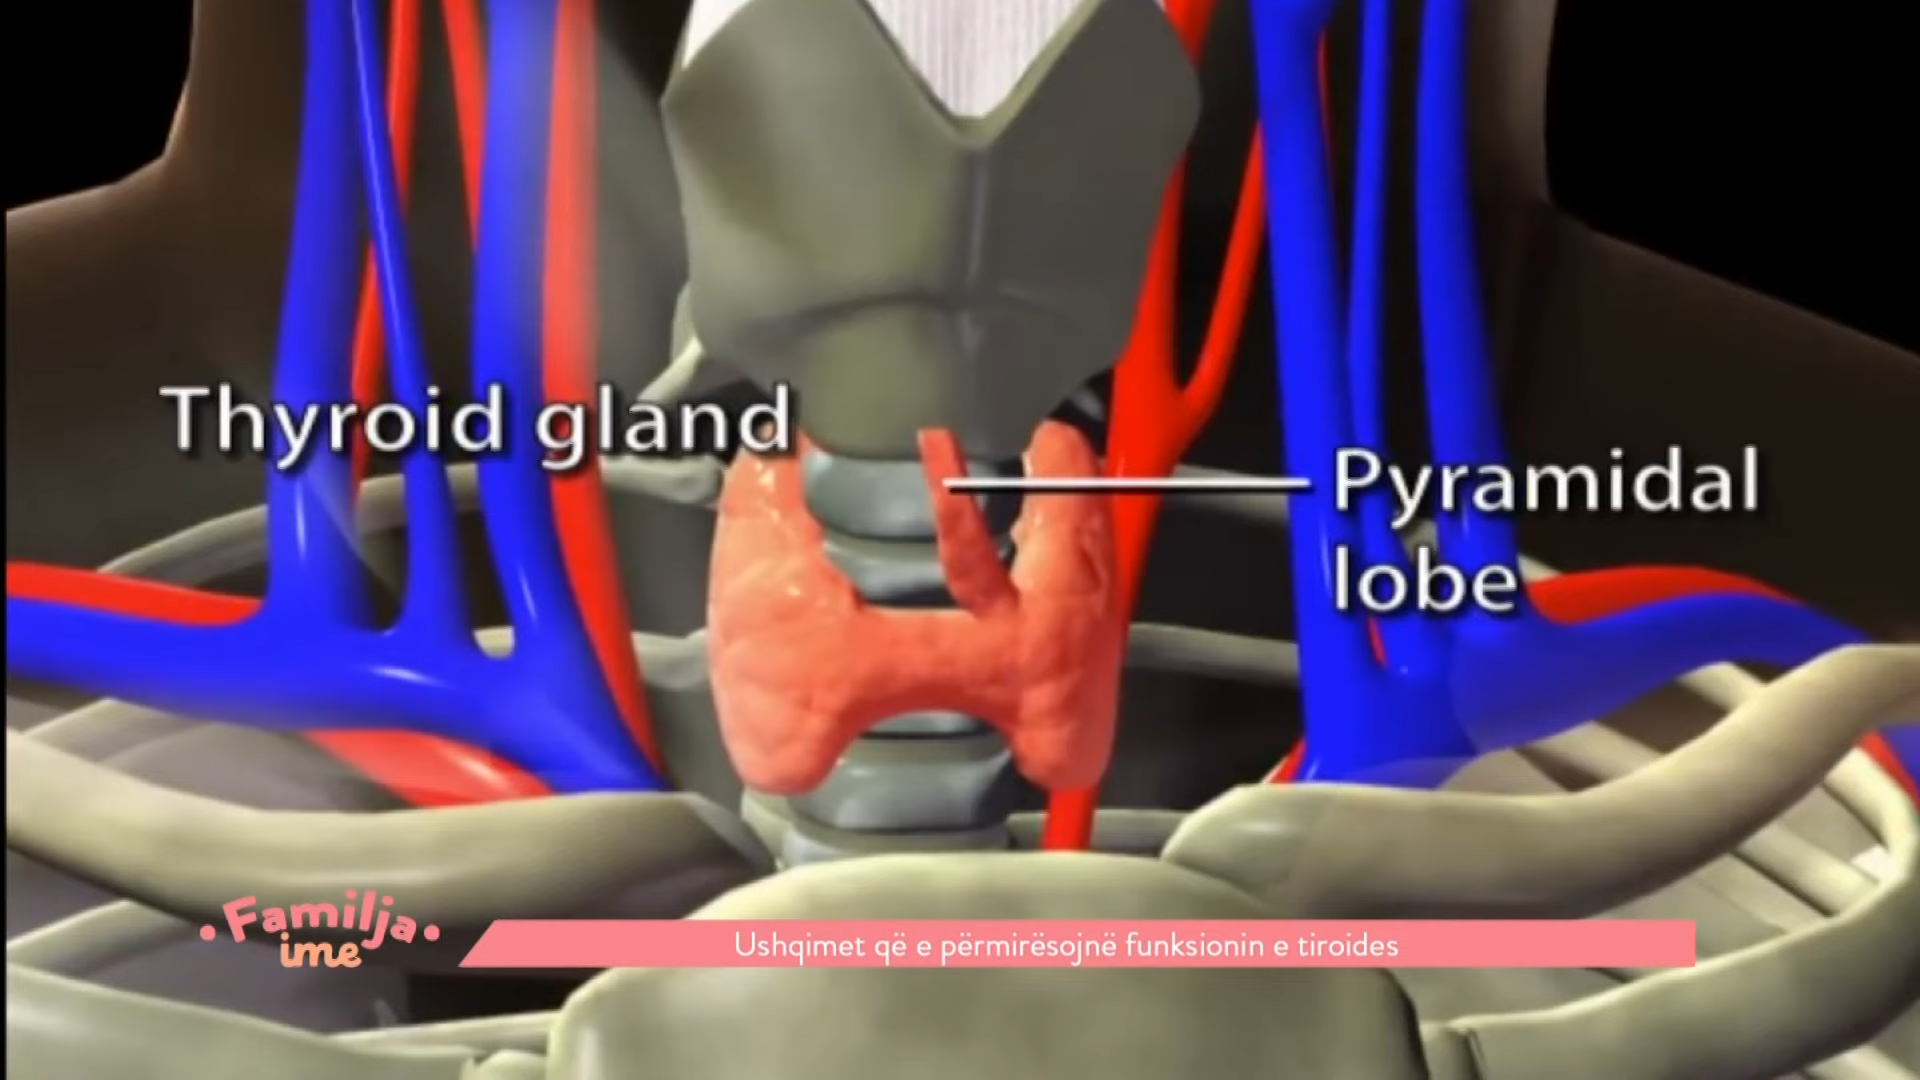 Thyroid gland
Pyramidal
lobe
Familja
ime
Ushqimet që e përmirësojnë funksionin e tiroides